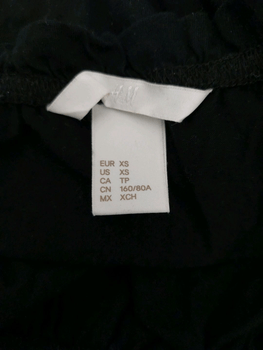 EUR XS
US XS
CA TP
CN 160/80A
MX XCH